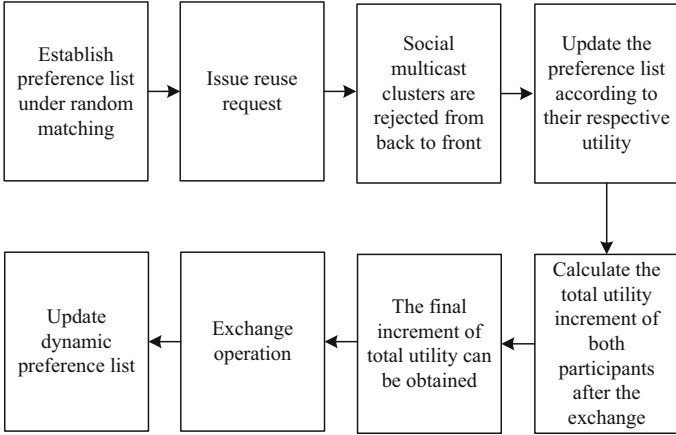 Establish
preference list
under random
matching
Issue reuse
request
Social
multicast
clusters are
rejected from
back to front
Update the
preference list
according to
their respective
utility
Calculate the
total utility
increment of
both
participants
after the
exchange
The final
increment of
total utility can
be obtained
Exchange
operation
Update
dynamic
preference list